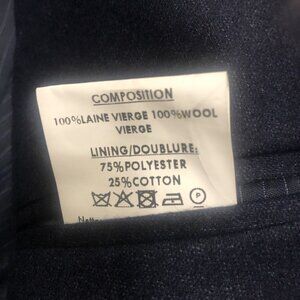 COMPOSITION
100%LAINE VIERGE 100%WOOL
VIERGE
LINING/DOUBLURE:
75%POLYESTER
25%COTTON
P